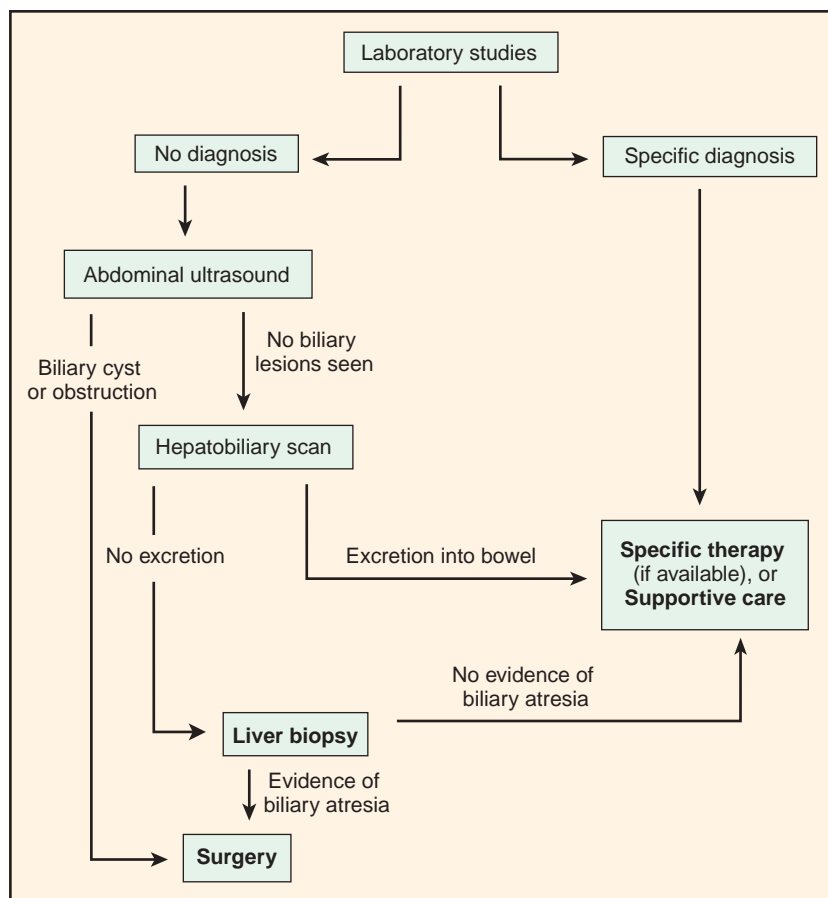 Laboratory studies
No diagnosis
Specific diagnosis
Abdominal ultrasound
No biliary
lesions seen
Biliary cyst
or obstruction
Hepatobiliary scan
No excretion
Excretion into bowel
Specific therapy
(if available), or
Supportive care
No evidence of
biliary atresia
Liver biopsy
Evidence of
biliary atresia
Surgery